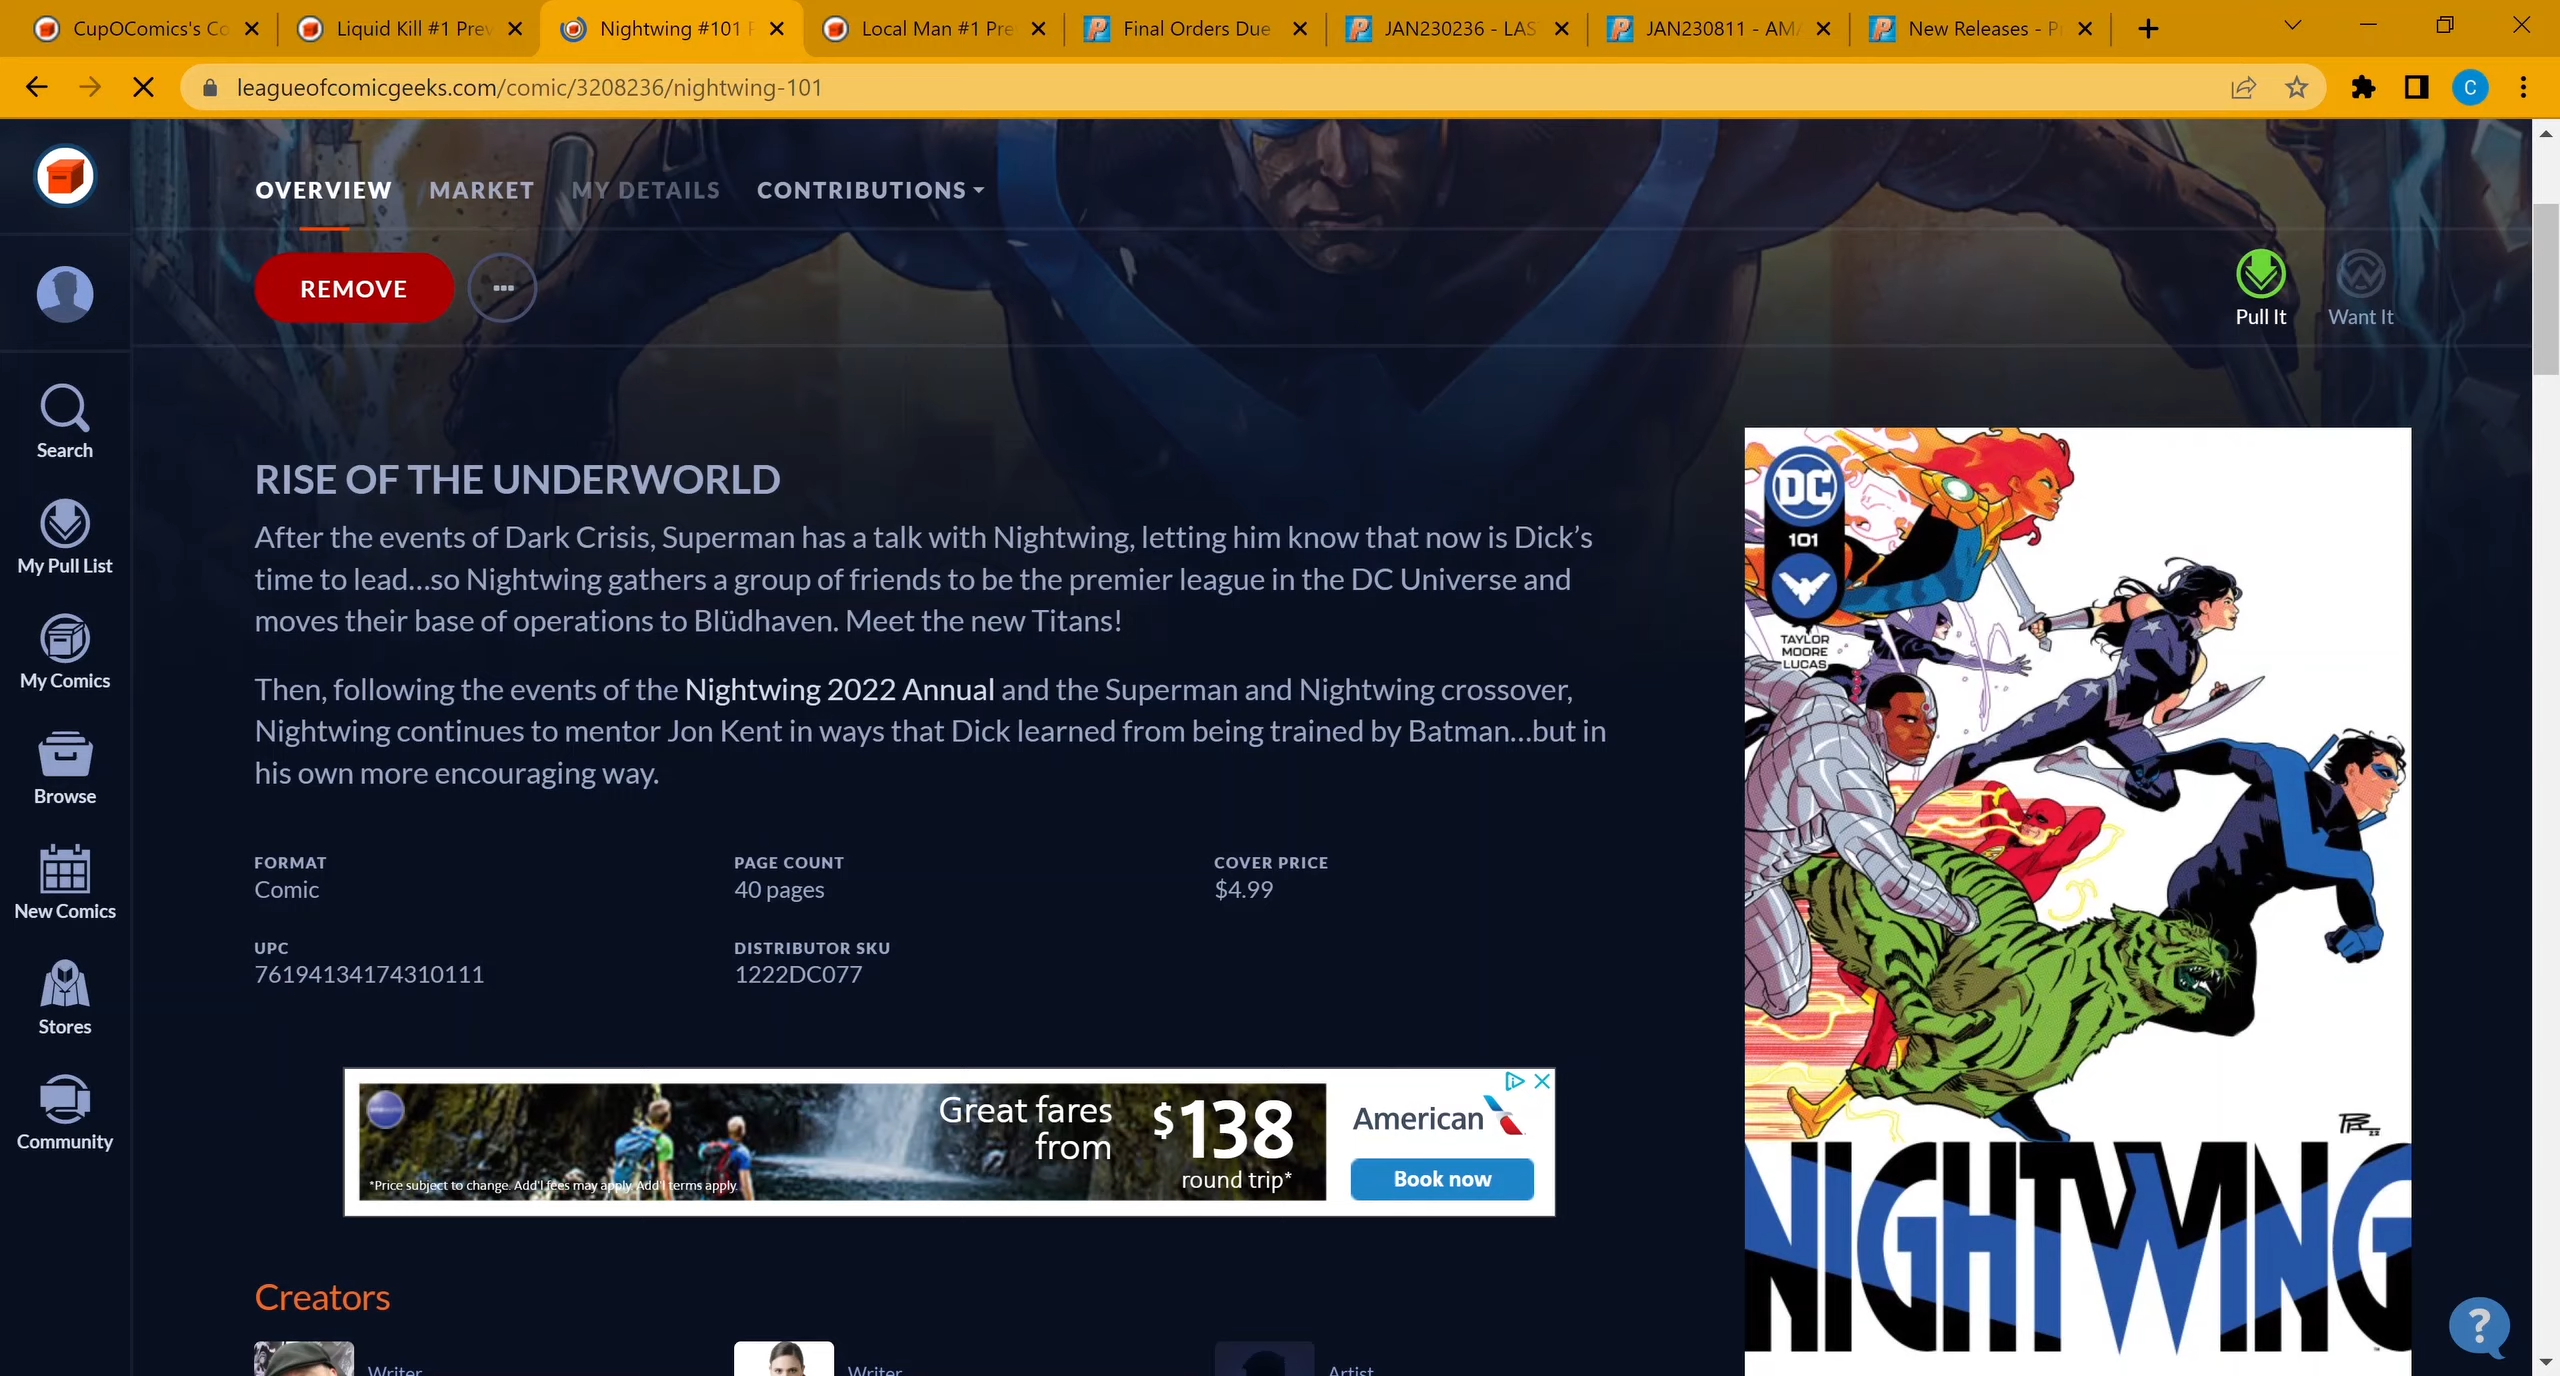 CupOComics's Co
Liquid Kill #1 Prev
Nightwing #101 P
Local Man #1 Pre
Final Orders Due
JAN230236 - LAS
JAN230811 - AMA
New Releases - Pr
leagueofcomicgeeks.com/comic/3208236/nightwing-101
C
OVERVIEW MARKET MY DETAILS CONTRIBUTIONS
REMOVE
Pull It
Want It
Search
My Pull List
My Comics
Browse
New Comics
Stores
Community
RISE OF THE UNDERWORLD
After the events of Dark Crisis, Superman has a talk with Nightwing, letting him know that now is Dick’s
time to lead…so Nightwing gathers a group of friends to be the premier league in the DC Universe and
moves their base of operations to Blüdhaven. Meet the new Titans!
Then, following the events of the Nightwing 2022 Annual and the Superman and Nightwing crossover,
Nightwing continues to mentor Jon Kent in ways that Dick learned from being trained by Batman…but in
his own more encouraging way.
FORMAT
Comic
PAGE COUNT
40 pages
COVER PRICE
$4.99
UPC
76194134174310111
DISTRIBUTOR SKU
1222DC077
Great fares
from
$138
round trip*
*Price subject to change. Add'l fees may apply. Add'l terms apply.
American
Book now
Creators
Writer
Writer
Artist
DC
101
TAYLOR
MOORE
LUCAS
NIGHTWING
?